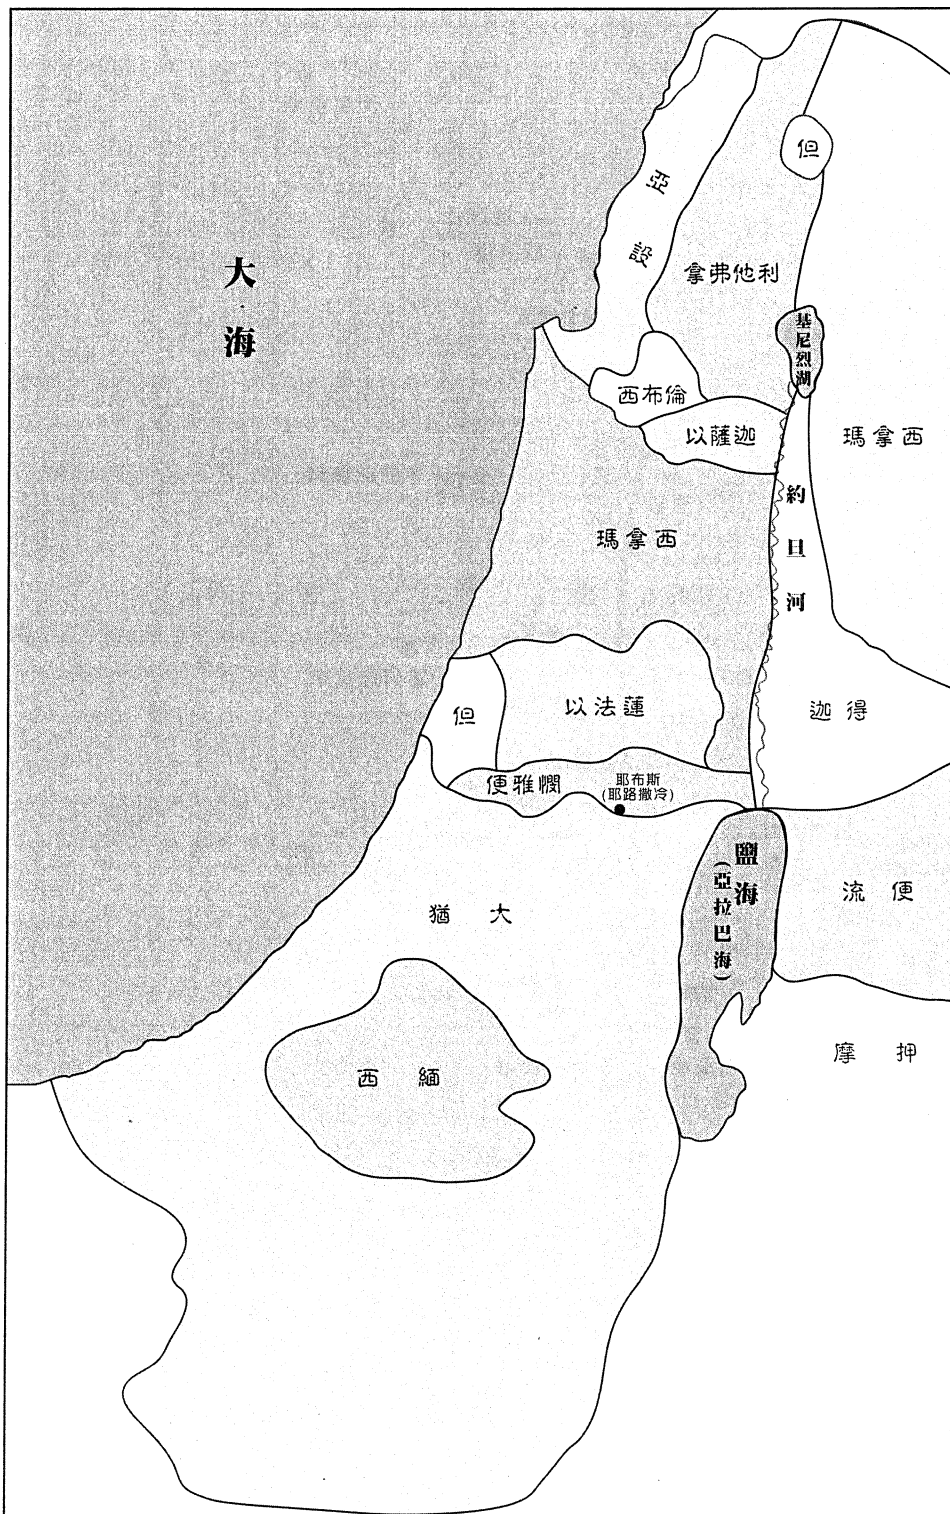 亞設
但
大海
拿弗他利
基尼烈湖
西布倫
以薩迦
瑪拿西
約旦河
瑪拿西
以法蓮
但
迦得
便雅憫
耶布斯
(耶路撒冷)
鹽海
(亞拉巴海)
流便
猶大
摩押
西緬